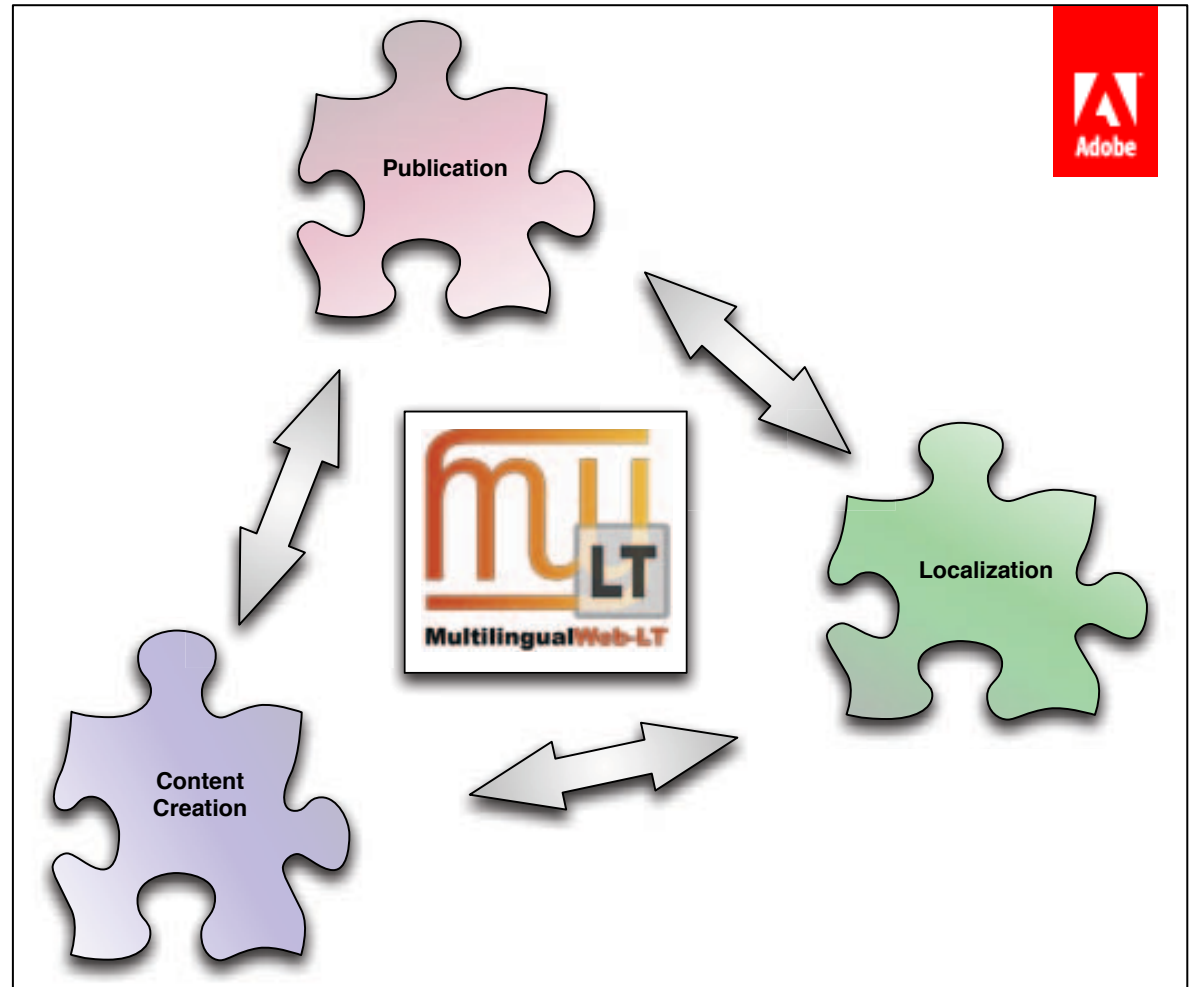 Adobe
Publication
LT
MultilingualWeb-LT
Localization
Content
Creation